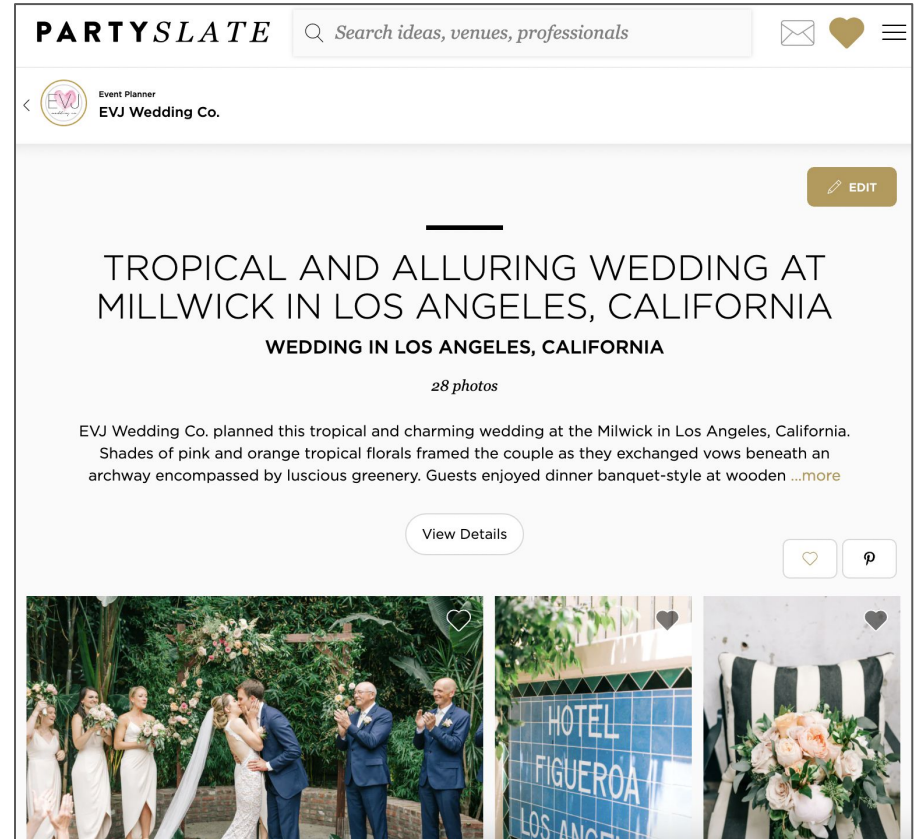 PARTYSLATE
Search ideas, venues, professionals
EVJ
Event Planner
EVJ Wedding Co.
EDIT
TROPICAL AND ALLURING WEDDING AT
MILLWICK IN LOS ANGELES, CALIFORNIA
WEDDING IN LOS ANGELES, CALIFORNIA
28 photos
EVJ Wedding Co. planned this tropical and charming wedding at the Milwick in Los Angeles, California.
Shades of pink and orange tropical florals framed the couple as they exchanged vows beneath an
archway encompassed by luscious greenery. Guests enjoyed dinner banquet-style at wooden ...more
View Details
HOTEL
FIGUEROA
LOS ANGEL